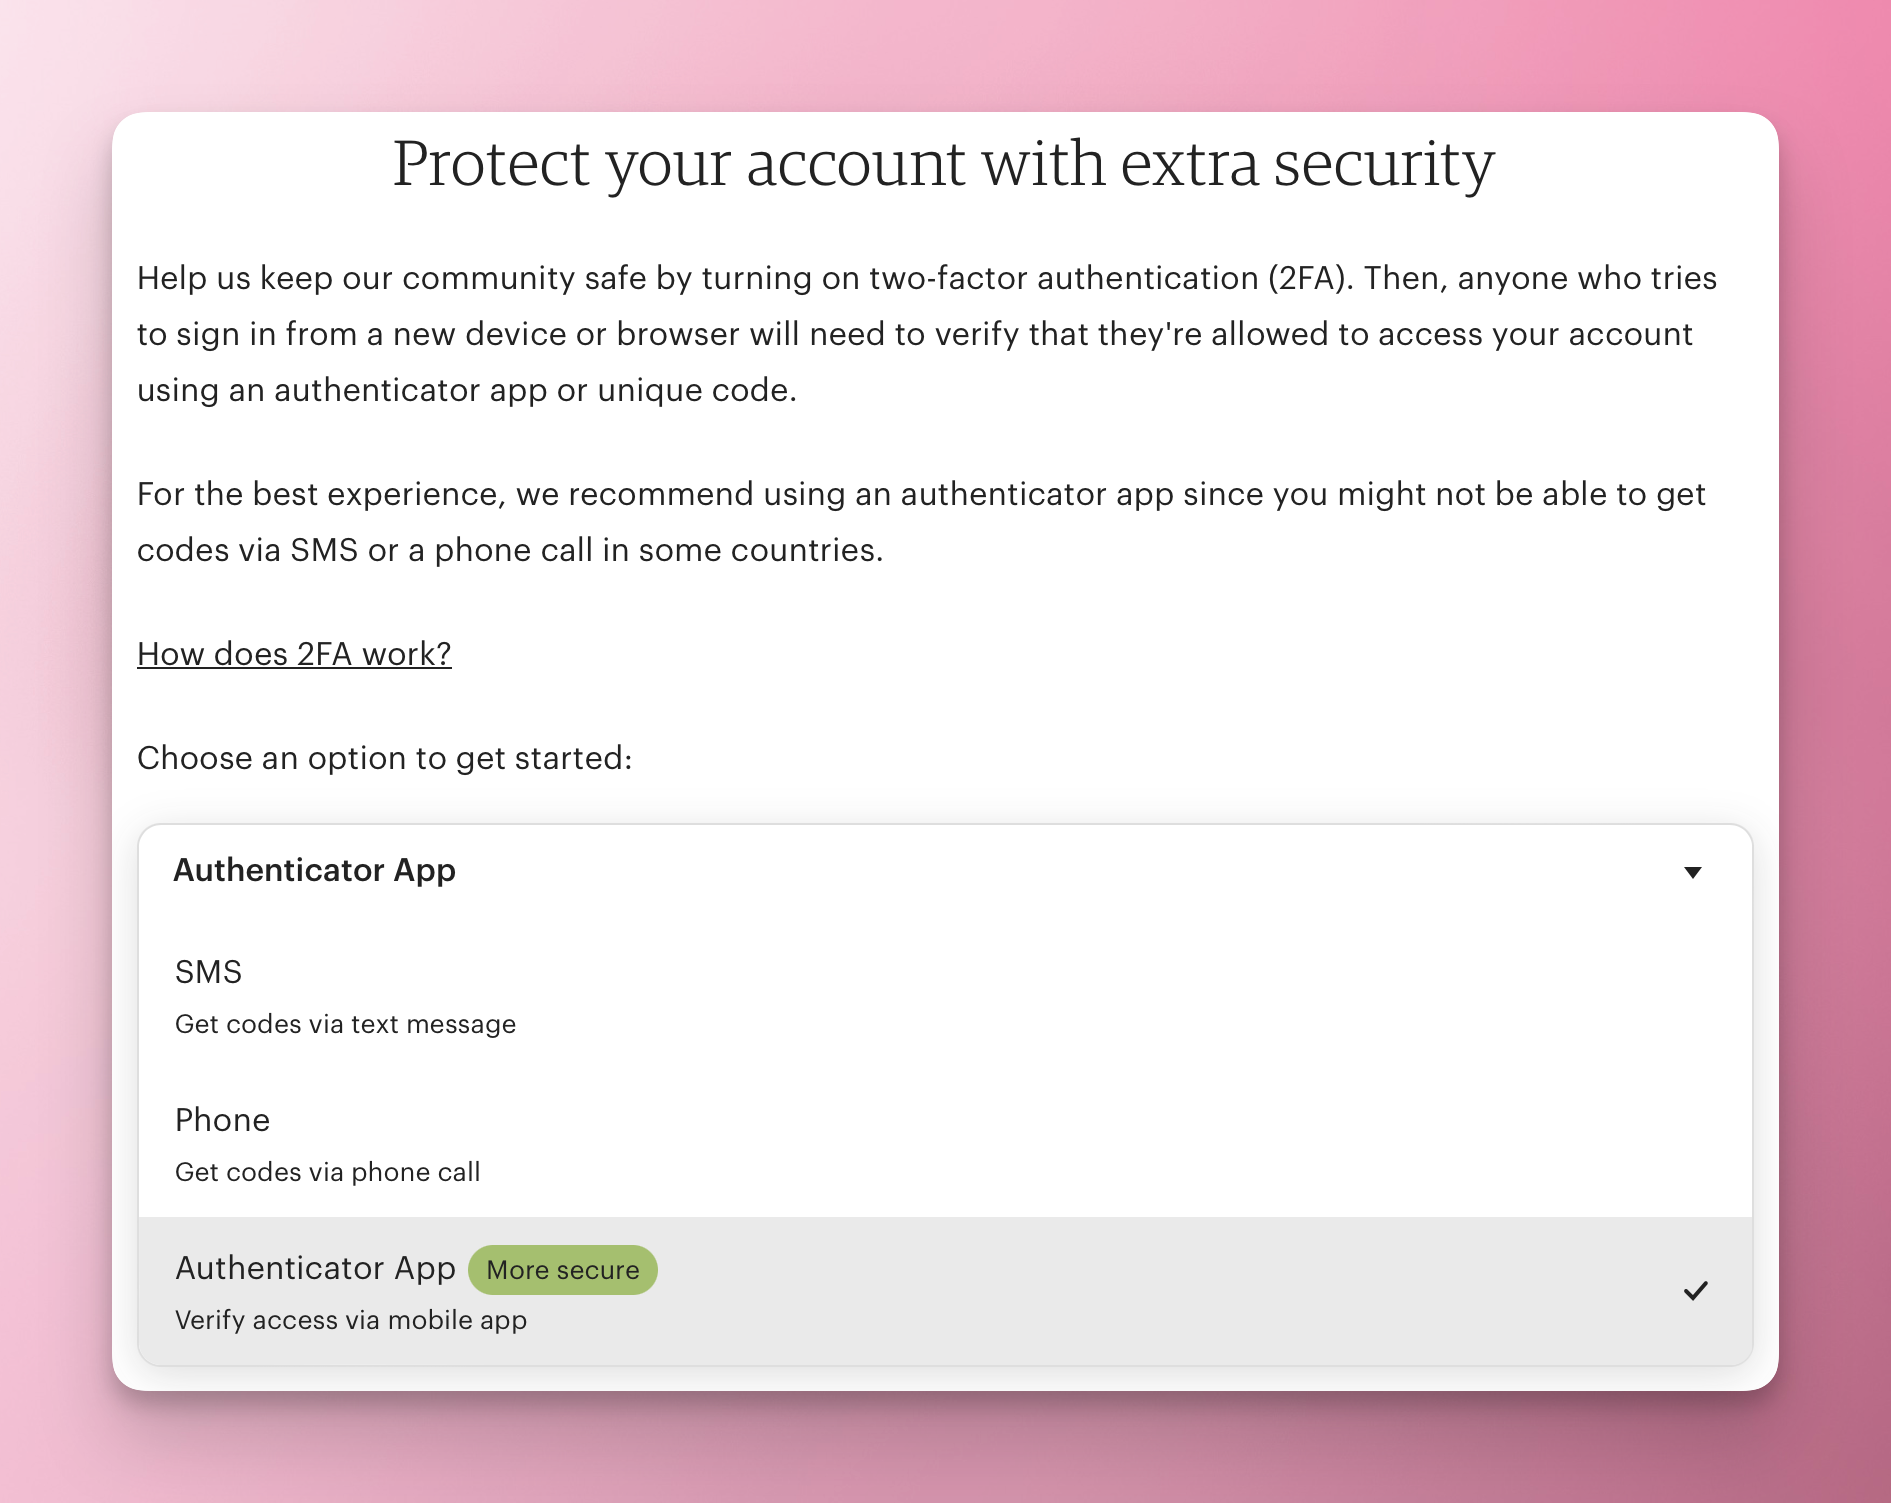 Protect your account with extra security
Help us keep our community safe by turning on two-factor authentication (2FA). Then, anyone who tries
to sign in from a new device or browser will need to verify that they're allowed to access your account
using an authenticator app or unique code.
For the best experience, we recommend using an authenticator app since you might not be able to get
codes via SMS or a phone call in some countries.
How does 2FA work?
Choose an option to get started:
Authenticator App
SMS
Get codes via text message
Phone
Get codes via phone call
Authenticator App More secure
Verify access via mobile app